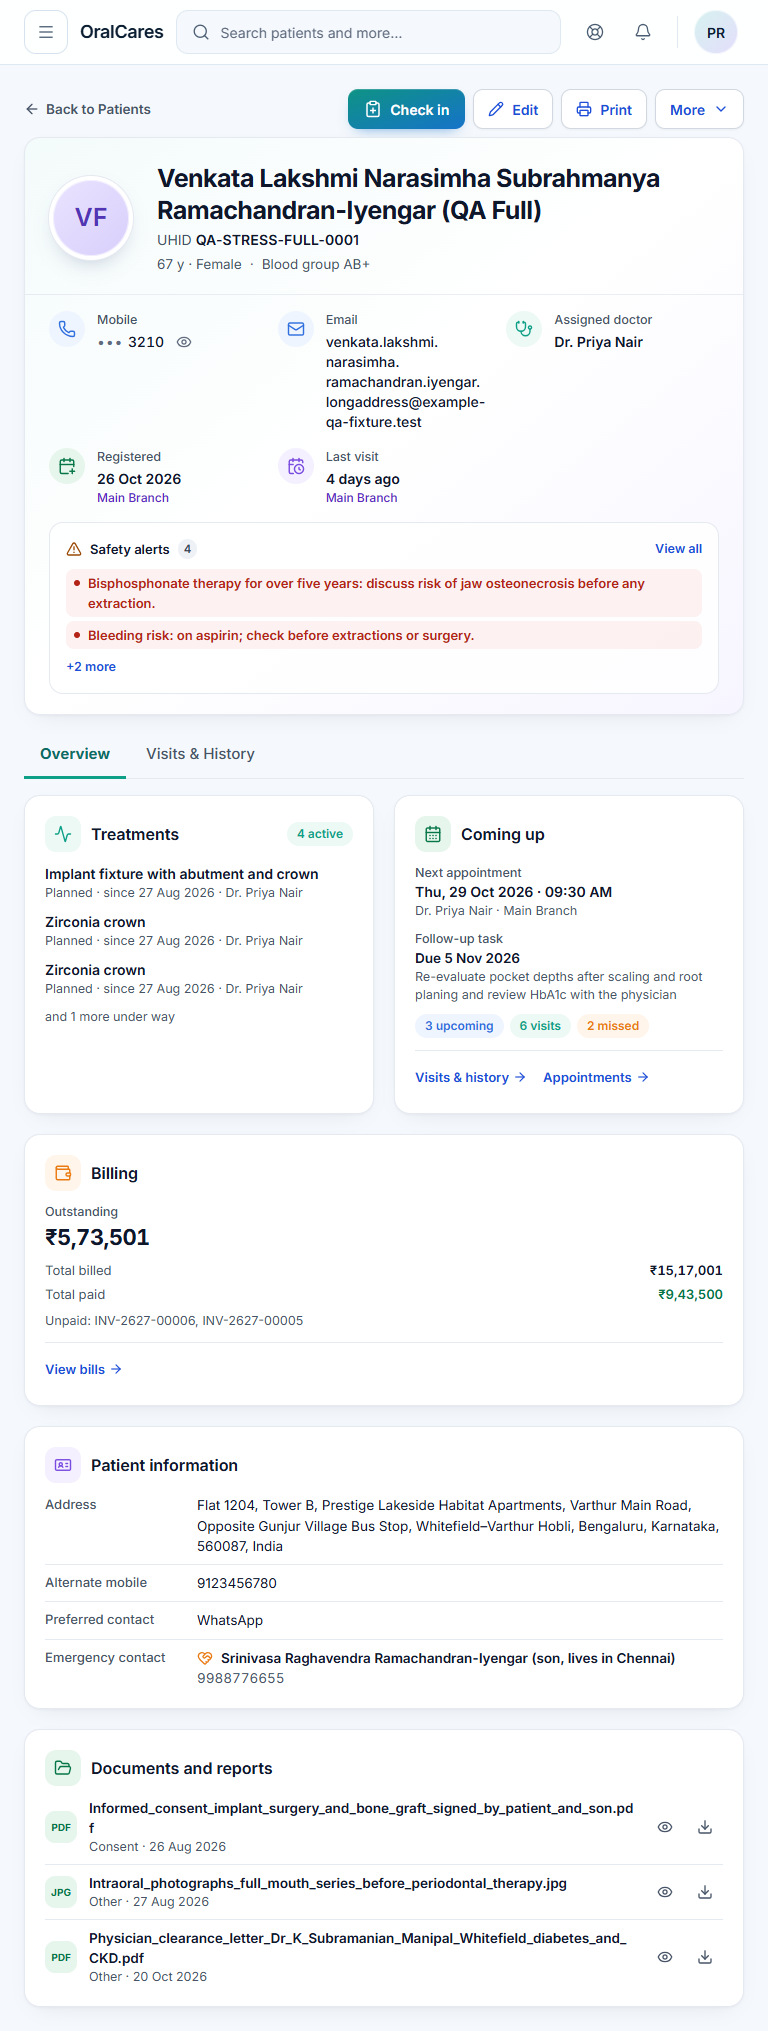 OralCares
Search patients and more...
PR
Back to Patients
Check in
Edit
Print
More
VF
Venkata Lakshmi Narasimha Subrahmanya
Ramachandran-Iyengar (QA Full)
UHID QA-STRESS-FULL-0001
67 y · Female · Blood group AB+
Mobile
••• 3210
Email
venkata.lakshmi.
narasimha.
ramachandran.iyengar.
longaddress@example-
qa-fixture.test
Assigned doctor
Dr. Priya Nair
Registered
26 Oct 2026
Main Branch
Last visit
4 days ago
Main Branch
Safety alerts 4
View all
• Bisphosphonate therapy for over five years: discuss risk of jaw osteonecrosis before any
extraction.
• Bleeding risk: on aspirin; check before extractions or surgery.
+2 more
Overview
Visits & History
Treatments
4 active
Implant fixture with abutment and crown
Planned · since 27 Aug 2026 · Dr. Priya Nair
Zirconia crown
Planned · since 27 Aug 2026 · Dr. Priya Nair
Zirconia crown
Planned · since 27 Aug 2026 · Dr. Priya Nair
and 1 more under way
Coming up
Next appointment
Thu, 29 Oct 2026 · 09:30 AM
Dr. Priya Nair · Main Branch
Follow-up task
Due 5 Nov 2026
Re-evaluate pocket depths after scaling and root
planing and review HbA1c with the physician
3 upcoming
6 visits
2 missed
Visits & history →
Appointments →
Billing
Outstanding
₹5,73,501
Total billed
₹15,17,001
Total paid
₹9,43,500
Unpaid: INV-2627-00006, INV-2627-00005
View bills →
Patient information
Address
Flat 1204, Tower B, Prestige Lakeside Habitat Apartments, Varthur Main Road,
Opposite Gunjur Village Bus Stop, Whitefield–Varthur Hobli, Bengaluru, Karnataka,
560087, India
Alternate mobile
9123456780
Preferred contact
WhatsApp
Emergency contact
Srinivasa Raghavendra Ramachandran-Iyengar (son, lives in Chennai)
9988776655
Documents and reports
PDF
Informed_consent_implant_surgery_and_bone_graft_signed_by_patient_and_son.pd
f
Consent · 26 Aug 2026
JPG
Intraoral_photographs_full_mouth_series_before_periodontal_therapy.jpg
Other · 27 Aug 2026
PDF
Physician_clearance_letter_Dr_K_Subramanian_Manipal_Whitefield_diabetes_and_
CKD.pdf
Other · 20 Oct 2026